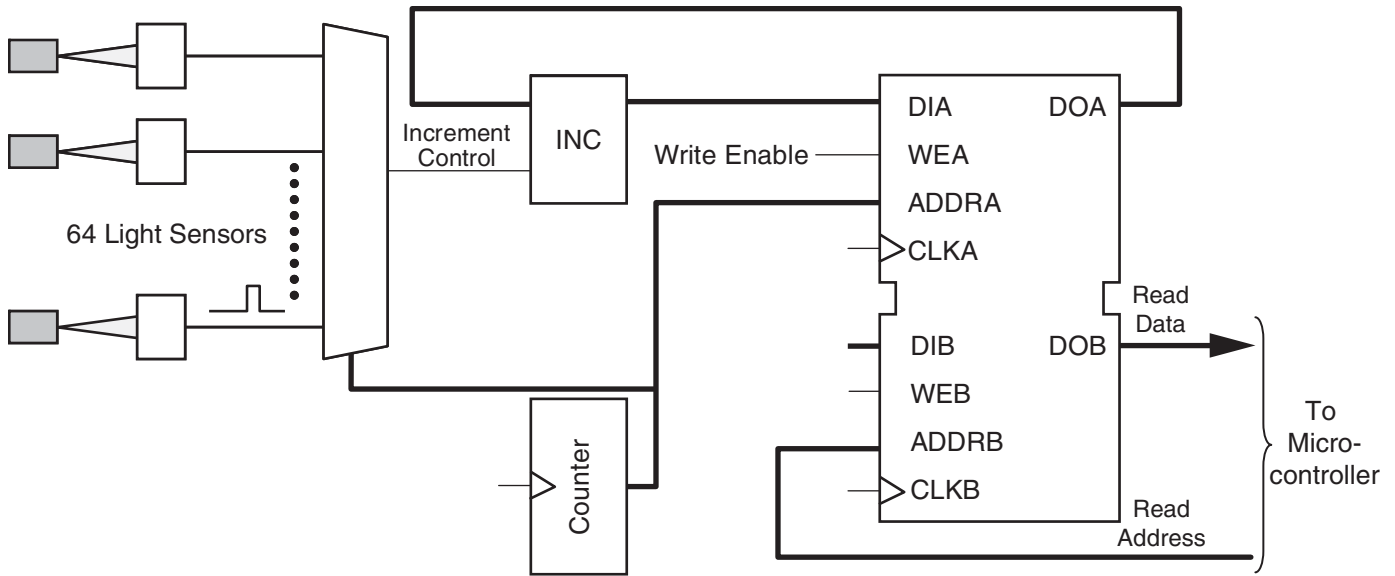 64 Light Sensors
Increment
Control
INC
Counter
Write Enable
DIA
DOA
WEA
ADDRA
CLKA
DIB
DOB
WEB
ADDRB
CLKB
Read
Data
Read
Address
To
Micro-
controller